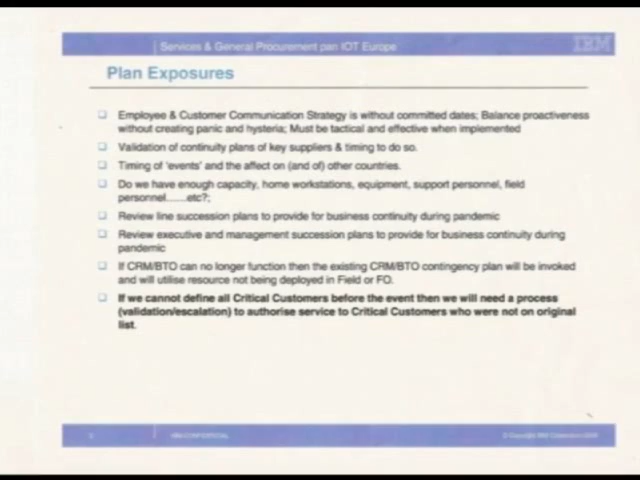 Services & General Procurement pan IOT Europe
IBM
Plan Exposures
Employee & Customer Communication Strategy is without committed dates; Balance proactiveness
without creating panic and hysteria; Must be tactical and effective when implemented
Validation of continuity plans of key suppliers & timing to do so.
Timing of 'events' and the affect on (and of) other countries.
Do we have enough capacity, home workstations, equipment, support personnel, field
personnel......etc?;
Review line succession plans to provide for business continuity during pandemic
Review executive and management succession plans to provide for business continuity during
pandemic
If CRM/BTO can no longer function then the existing CRM/BTO contingency plan will be invoked
and will utilise resource not being deployed in Field or FO.
If we cannot define all Critical Customers before the event then we will need a process
(validation/escalation) to authorise service to Critical Customers who were not on original
list.
IBM CONFIDENTIAL
© Copyright IBM Corporation